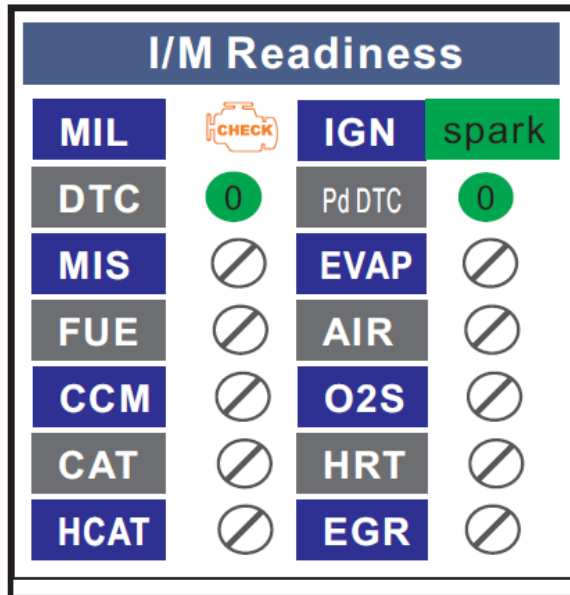 I/M Readiness
MIL CHECK IGN spark
DTC 0 Pd DTC 0
MIS EVAP
FUE AIR
CCM O2S
CAT HRT
HCAT EGR